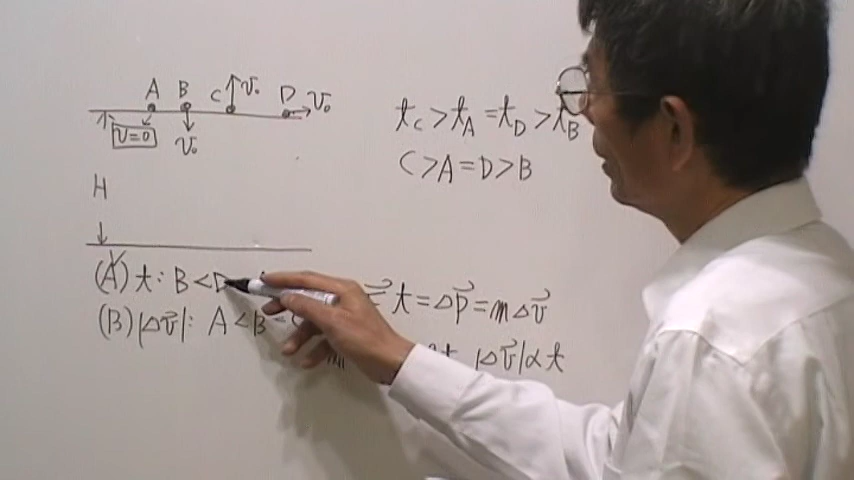 A B C v₀ D v₀
v=0 v₀
H
t_C > t_A = t_D > t_B
C > A = D > B
(A) t: B < D
(B) |Δv⃗|: A < B
t = Δp⃗ = mΔv⃗
|Δv⃗| ∝ t